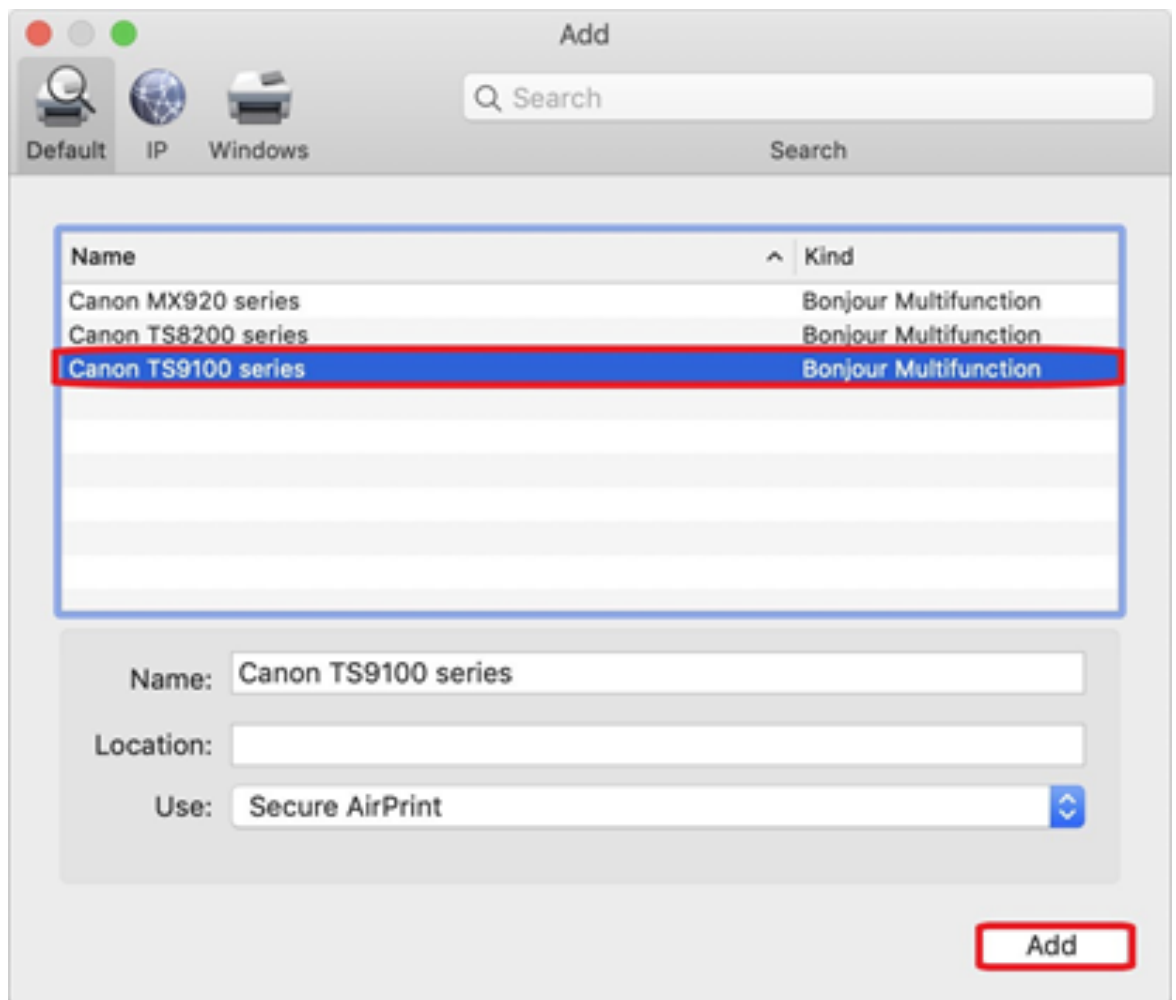 Add
Search
Default IP Windows Search
Name Kind
Canon MX920 series Bonjour Multifunction
Canon TS8200 series Bonjour Multifunction
Canon TS9100 series Bonjour Multifunction
Name: Canon TS9100 series
Location:
Use: Secure AirPrint
Add